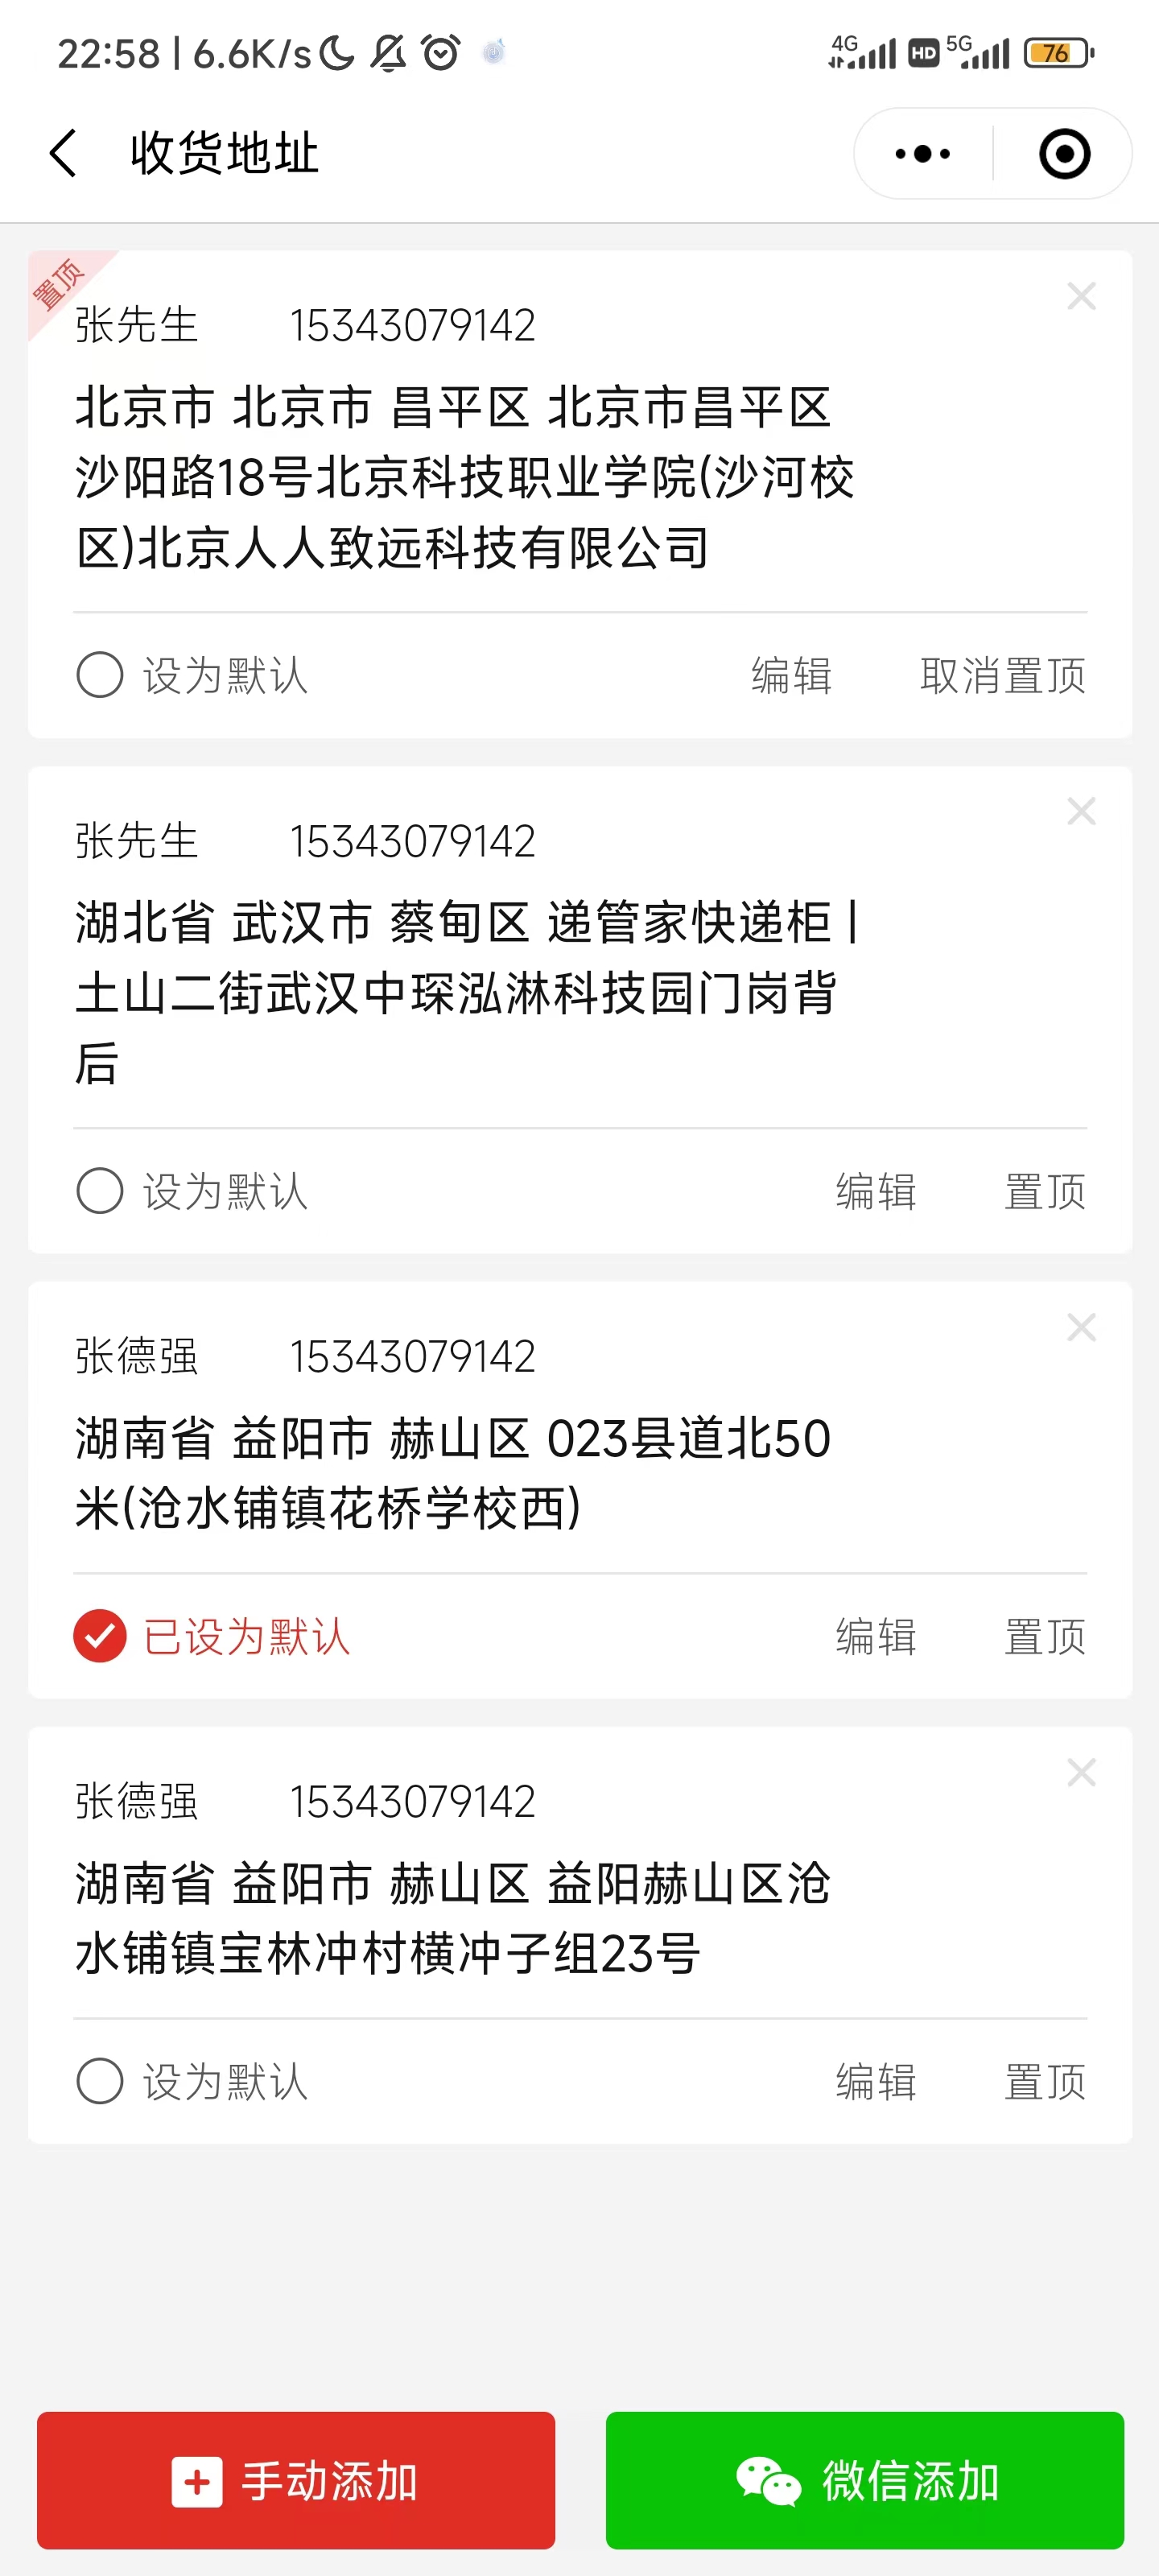 22:58 | 6.6K/s 4G HD 5G 76
收货地址
置顶
张先生 15343079142
北京市 北京市 昌平区 北京市昌平区
沙阳路18号北京科技职业学院(沙河校
区)北京人人致远科技有限公司
设为默认 编辑 取消置顶
张先生 15343079142
湖北省 武汉市 蔡甸区 递管家快递柜 |
土山二街武汉中琛泓淋科技园门岗背
后
设为默认 编辑 置顶
张德强 15343079142
湖南省 益阳市 赫山区 023县道北50
米(沧水铺镇花桥学校西)
已设为默认 编辑 置顶
张德强 15343079142
湖南省 益阳市 赫山区 益阳赫山区沧
水铺镇宝林冲村横冲子组23号
设为默认 编辑 置顶
手动添加 微信添加